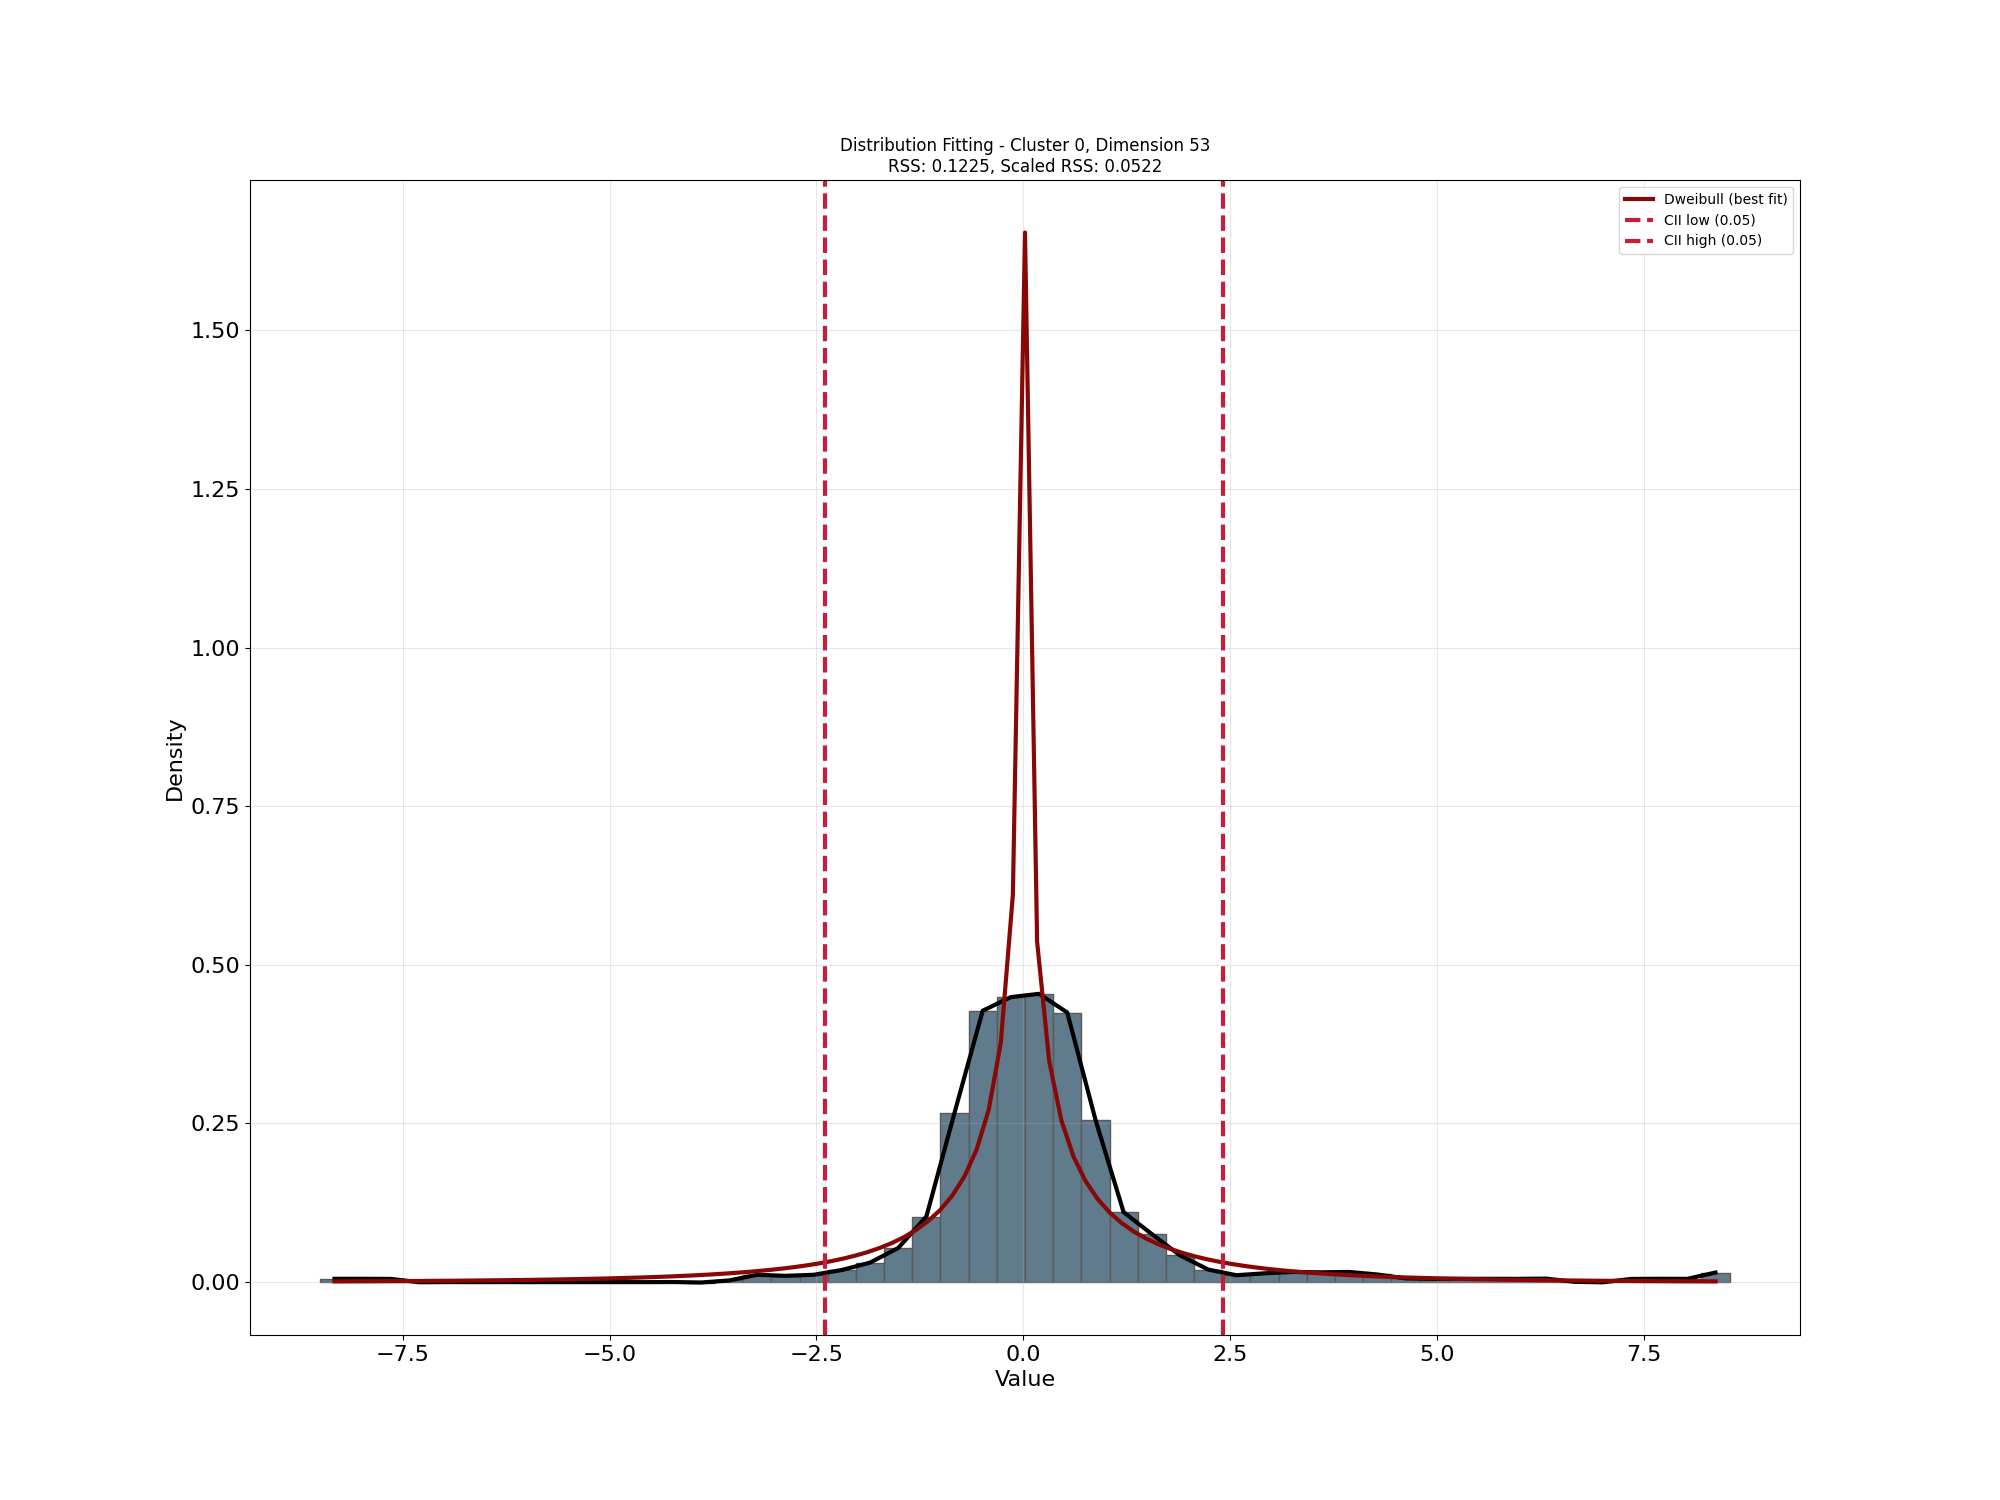 Distribution Fitting - Cluster 0, Dimension 53
RSS: 0.1225, Scaled RSS: 0.0522
Dweibull (best fit)
CII low (0.05)
CII high (0.05)
1.50
1.25
1.00
0.75
0.50
0.25
0.00
Density
−7.5
−5.0
−2.5
0.0
2.5
5.0
7.5
Value